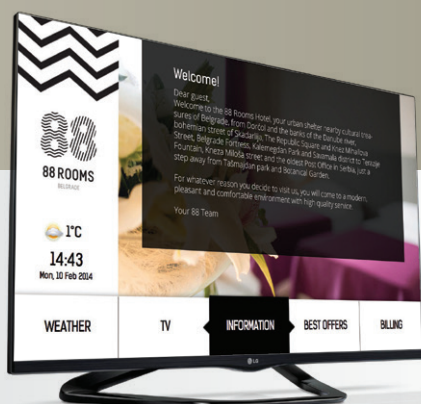 88
88 ROOMS
BELGRADE
1°C
14:43
Mon, 10 Feb 2014
Welcome!
Dear guest,
Welcome to the 88 Rooms Hotel, your urban shelter nearby cultural trea-
sures of Belgrade, from Dorćol and the banks of the Danube river,
bohemian street of Skadarlija, The Republic Square and Knez Mihailova
Street, Belgrade Fortress, Kalemegdan Park and Savamala district to Terazije
Fountain, Kneza Miloša street and the oldest Post Office in Serbia, just a
step away from Tašmajdan park and Botanical Garden.
For whatever reason you decide to visit us, you will come to a modern,
pleasant and comfortable environment with high quality service.
Your 88 Team
WEATHER
TV
INFORMATION
BEST OFFERS
BILLING
LG